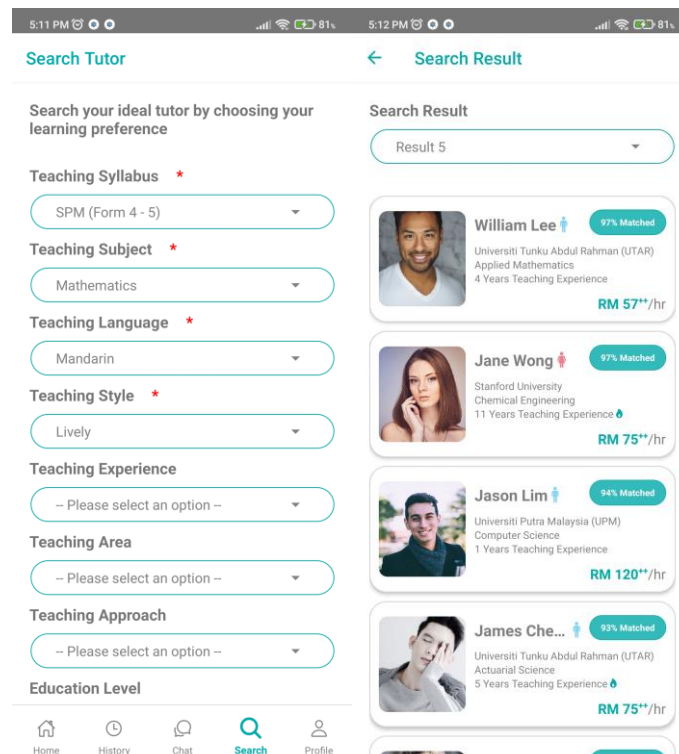 5:11 PM
81%
Search Tutor
Search your ideal tutor by choosing your
learning preference
Teaching Syllabus *
SPM (Form 4 - 5)
Teaching Subject *
Mathematics
Teaching Language *
Mandarin
Teaching Style *
Lively
Teaching Experience
-- Please select an option --
Teaching Area
-- Please select an option --
Teaching Approach
-- Please select an option --
Education Level
Home
History
Chat
Search
Profile
5:12 PM
81%
Search Result
Search Result
Result 5
William Lee
97% Matched
Universiti Tunku Abdul Rahman (UTAR)
Applied Mathematics
4 Years Teaching Experience
RM 57⁺⁺/hr
Jane Wong
97% Matched
Stanford University
Chemical Engineering
11 Years Teaching Experience
RM 75⁺⁺/hr
Jason Lim
94% Matched
Universiti Putra Malaysia (UPM)
Computer Science
1 Years Teaching Experience
RM 120⁺⁺/hr
James Che...
93% Matched
Universiti Tunku Abdul Rahman (UTAR)
Actuarial Science
5 Years Teaching Experience
RM 75⁺⁺/hr